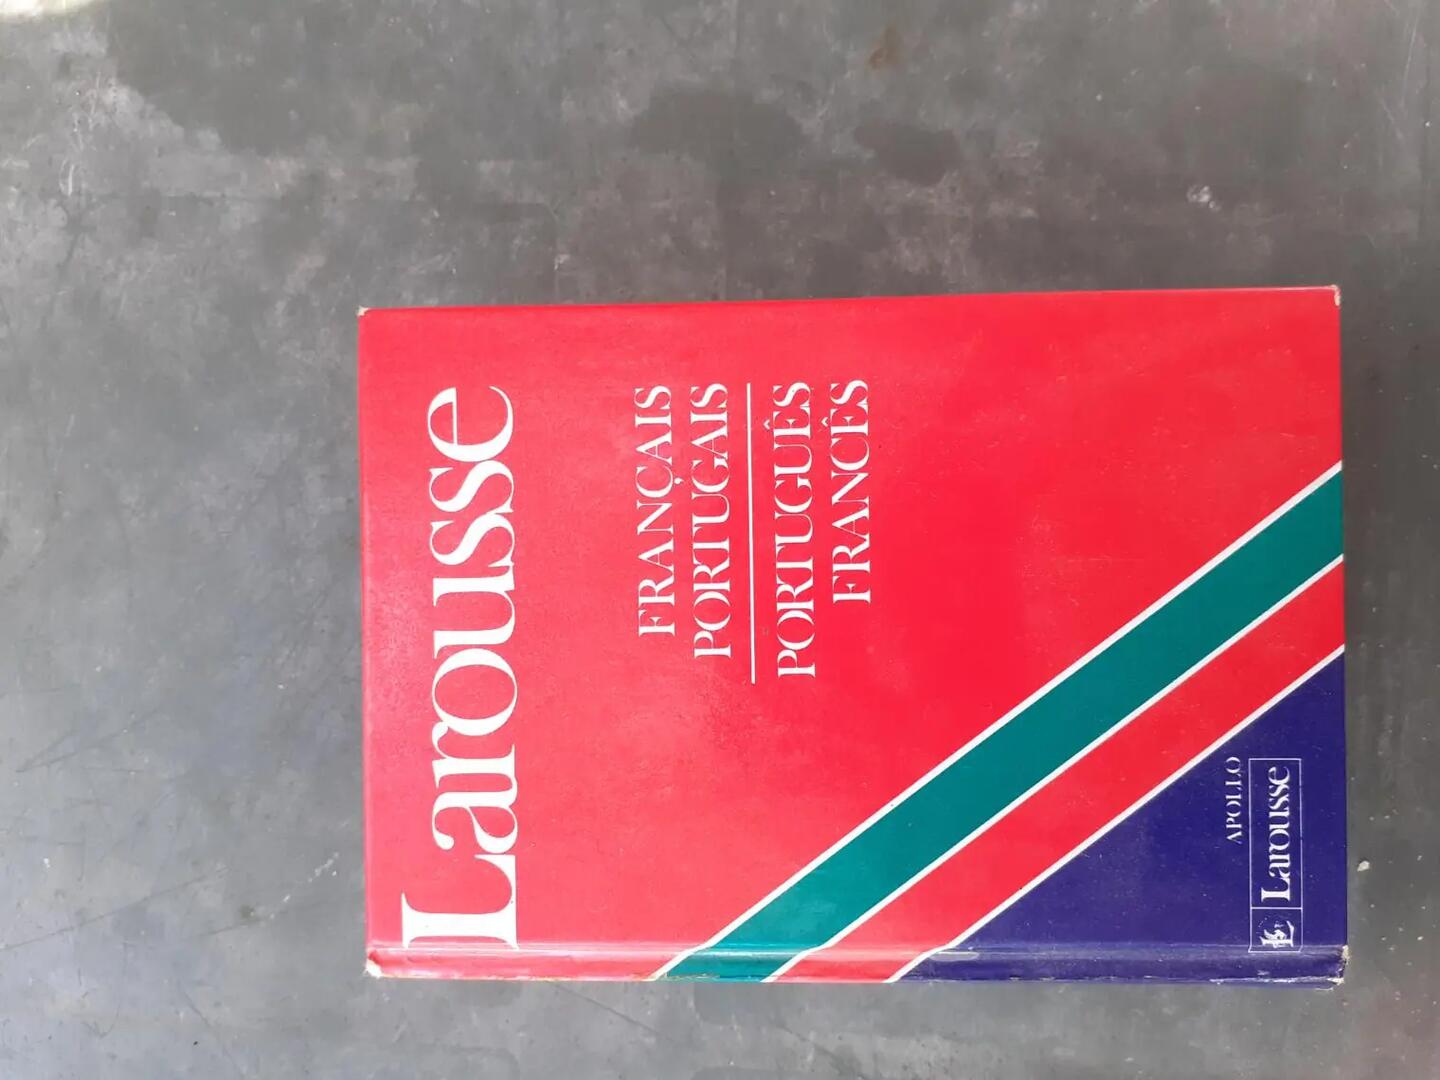 Larousse
FRANÇAIS
PORTUGAIS
PORTUGUÊS
FRANCÊS
APOLLO
Larousse